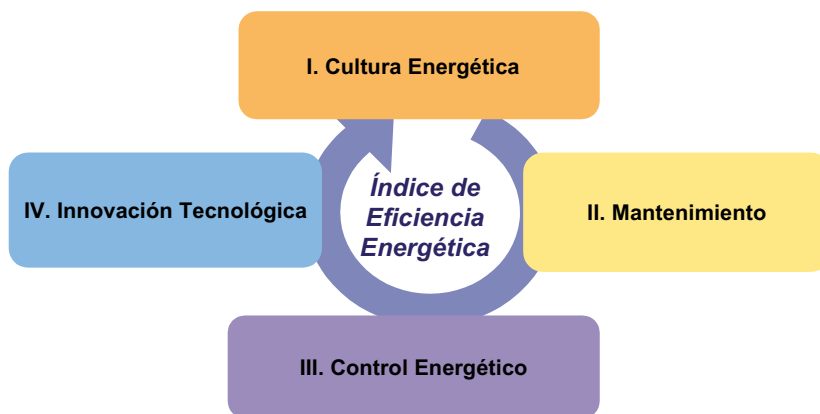 I. Cultura Energética
IV. Innovación Tecnológica
Índice de
Eficiencia
Energética
II. Mantenimiento
III. Control Energético